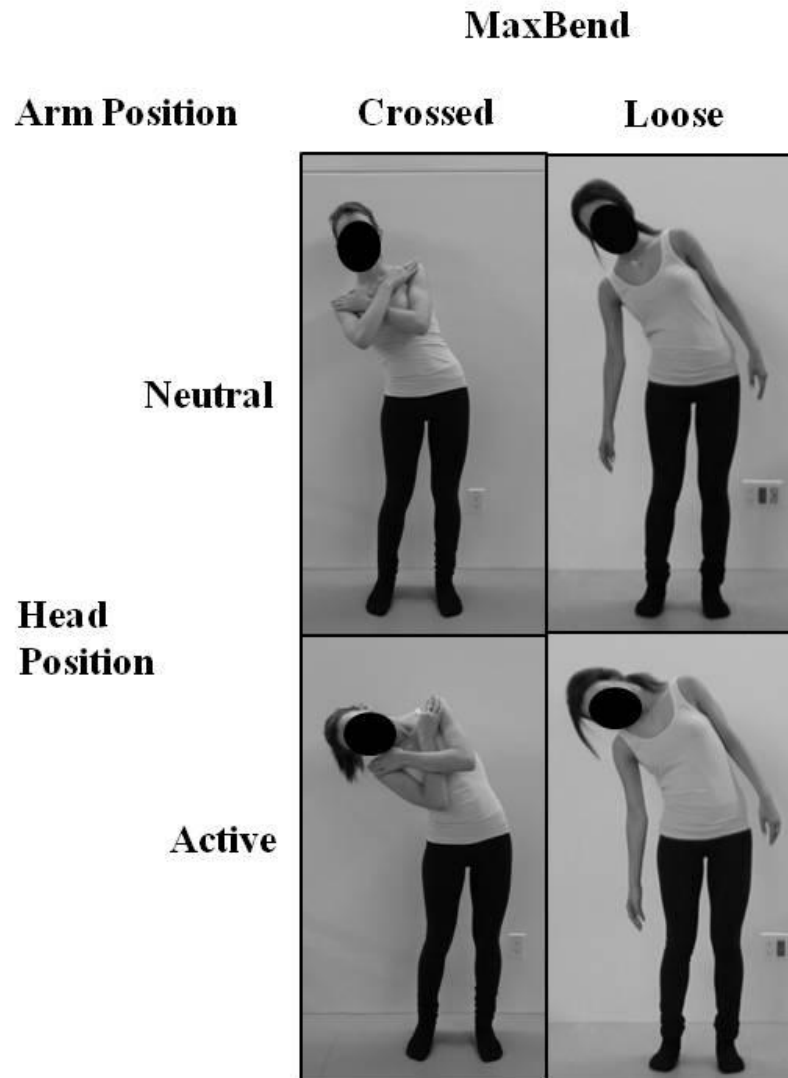 MaxBend
Arm Position Crossed Loose
Neutral
Head
Position
Active